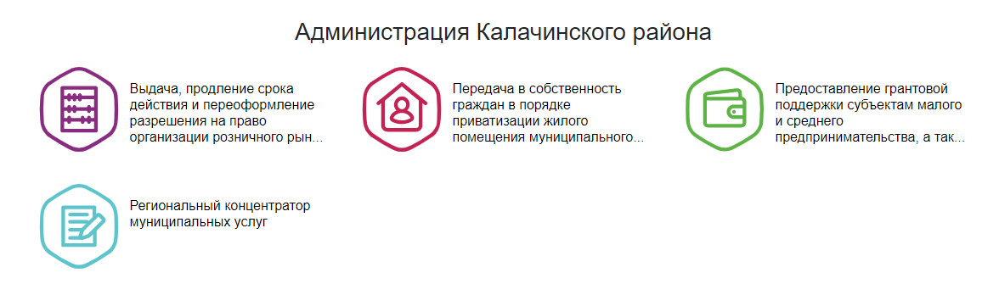 Администрация Калачинского района
Выдача, продление срока
действия и переоформление
разрешения на право
организации розничного рын...
Передача в собственность
граждан в порядке
приватизации жилого
помещения муниципального...
Предоставление грантовой
поддержки субъектам малого
и среднего
предпринимательства, а так...
Региональный концентратор
муниципальных услуг